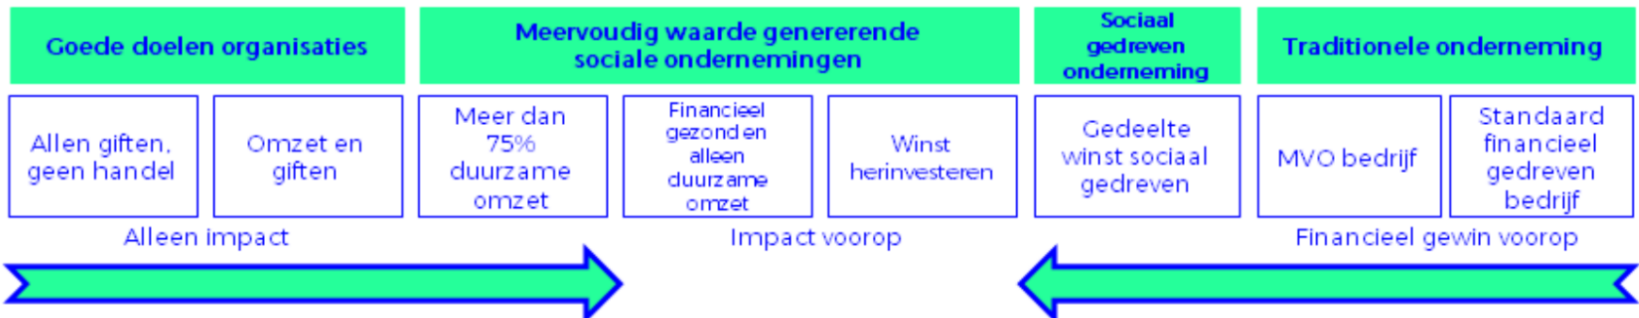 Goede doelen organisaties
Meervoudig waarde genererende
sociale ondernemingen
Sociaal
gedreven
onderneming
Traditionele onderneming
Allen giften,
geen handel
Omzet en
giften
Meer dan
75%
duurzame
omzet
Financieel
gezond en
alleen
duurzame
omzet
Winst
herinvesteren
Gedeelte
winst sociaal
gedreven
MVO bedrijf
Standaard
financieel
gedreven
bedrijf
Alleen impact
Impact voorop
Financieel gewin voorop